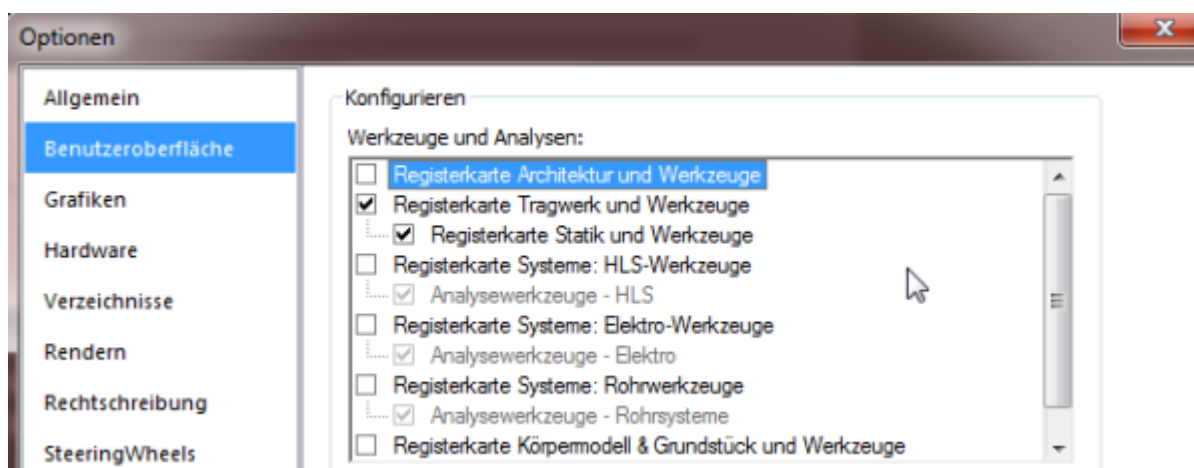 Optionen
Allgemein
Benutzeroberfläche
Grafiken
Hardware
Verzeichnisse
Rendern
Rechtschreibung
SteeringWheels
Konfigurieren
Werkzeuge und Analysen:
Registerkarte Architektur und Werkzeuge
Registerkarte Tragwerk und Werkzeuge
Registerkarte Statik und Werkzeuge
Registerkarte Systeme: HLS-Werkzeuge
Analysewerkzeuge - HLS
Registerkarte Systeme: Elektro-Werkzeuge
Analysewerkzeuge - Elektro
Registerkarte Systeme: Rohrwerkzeuge
Analysewerkzeuge - Rohrsysteme
Registerkarte Körpermodell & Grundstück und Werkzeuge